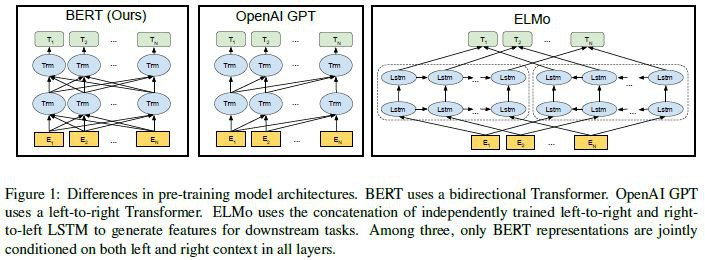 BERT (Ours)
T1 T2 ... TN
Trm Trm ... Trm
Trm Trm ... Trm
E1 E2 ... EN
OpenAI GPT
T1 T2 ... TN
Trm Trm ... Trm
Trm Trm ... Trm
E1 E2 ... EN
ELMo
T1 T2 ... TN
Lstm Lstm ... Lstm Lstm Lstm ... Lstm
Lstm Lstm ... Lstm Lstm Lstm ... Lstm
E1 E2 ... EN
Figure 1: Differences in pre-training model architectures. BERT uses a bidirectional Transformer. OpenAI GPT
uses a left-to-right Transformer. ELMo uses the concatenation of independently trained left-to-right and right-
to-left LSTM to generate features for downstream tasks. Among three, only BERT representations are jointly
conditioned on both left and right context in all layers.